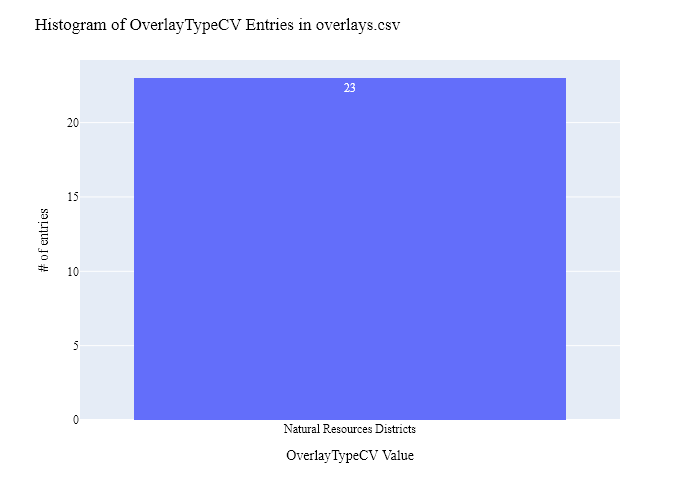 Histogram of OverlayTypeCV Entries in overlays.csv
23
20
15
10
5
0
# of entries
Natural Resources Districts
OverlayTypeCV Value